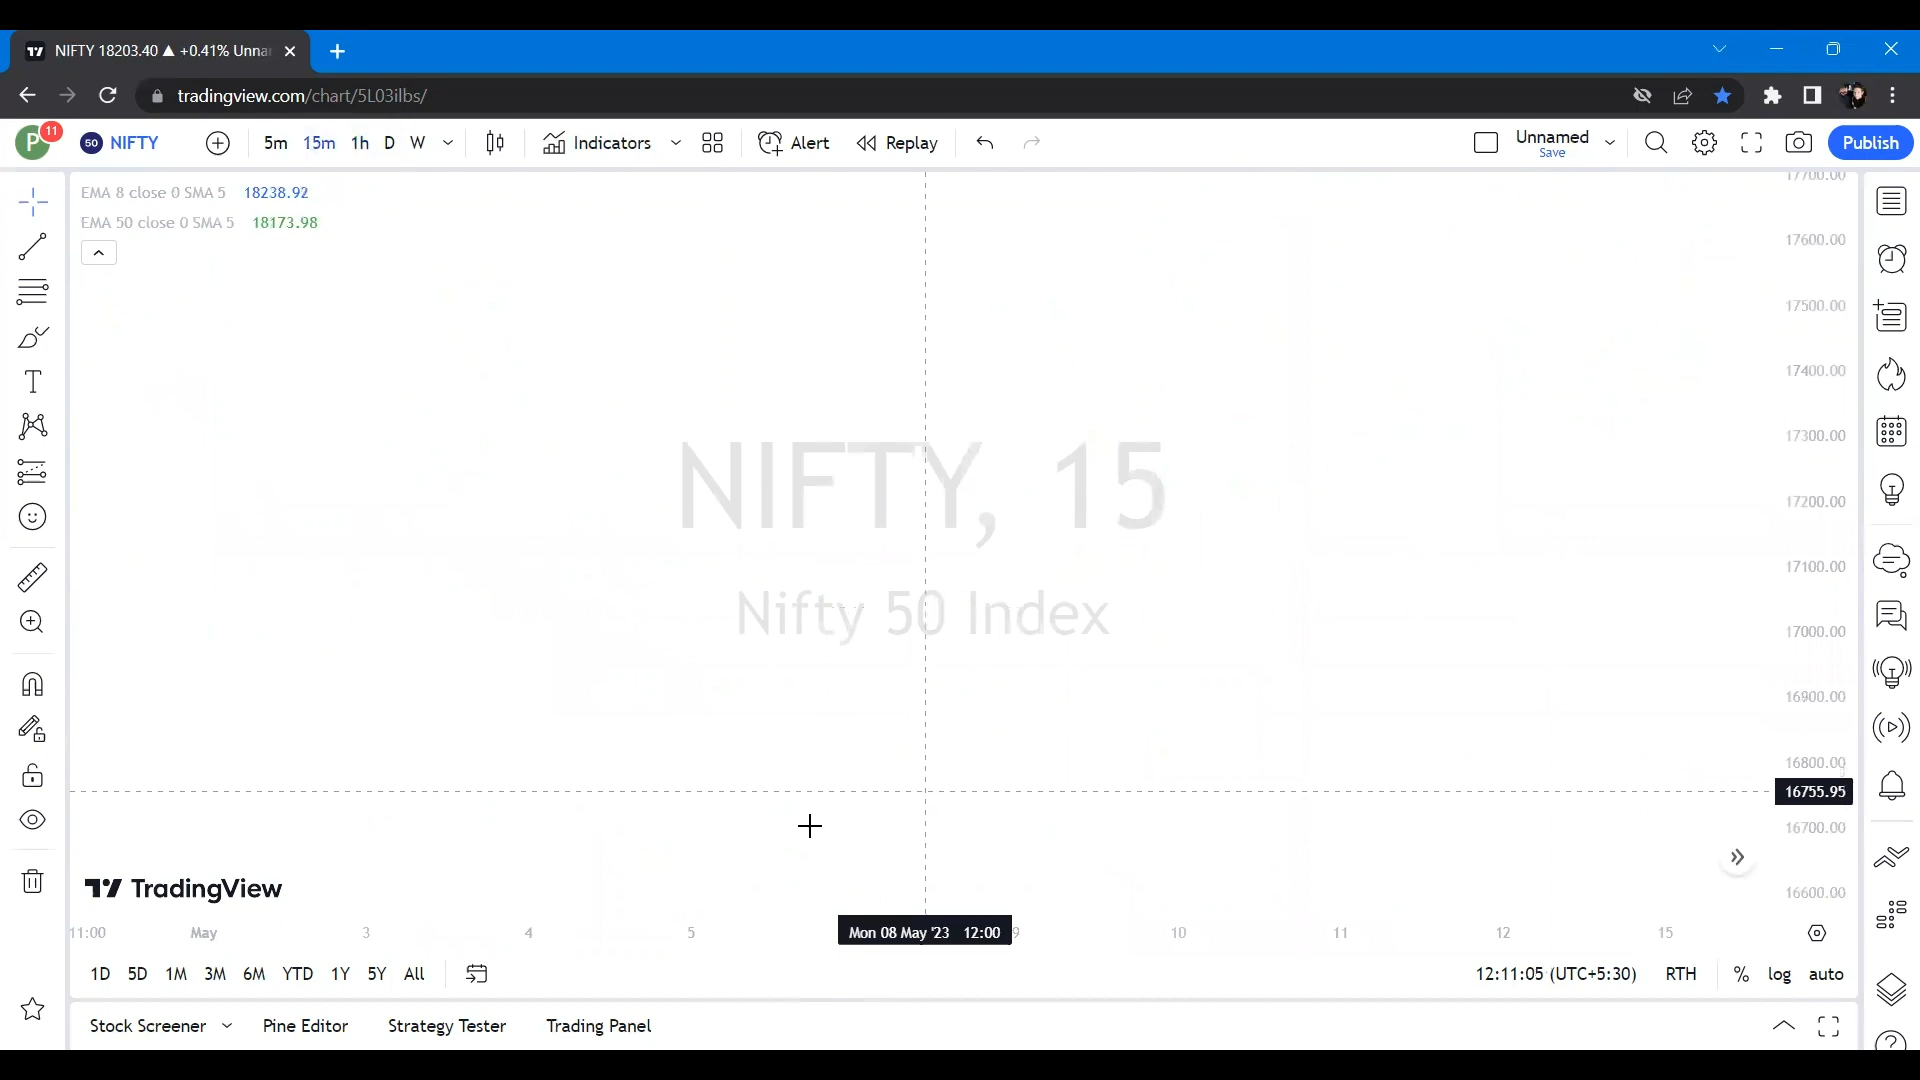 NIFTY 18203.40 ▲ +0.41% Unna
tradingview.com/chart/5L03ilbs/
P 11 50 NIFTY 5m 15m 1h D W Indicators Alert Replay Unnamed Save Publish
EMA 8 close 0 SMA 5 18238.92
EMA 50 close 0 SMA 5 18173.98
17700.00
17600.00
17500.00
17400.00
17300.00
17200.00
17100.00
17000.00
16900.00
16800.00
16755.95
16700.00
16600.00
NIFTY, 15
Nifty 50 Index
TradingView
11:00 May 3 4 5 Mon 08 May '23 12:00 9 10 11 12 15
1D 5D 1M 3M 6M YTD 1Y 5Y All 12:11:05 (UTC+5:30) RTH % log auto
Stock Screener Pine Editor Strategy Tester Trading Panel